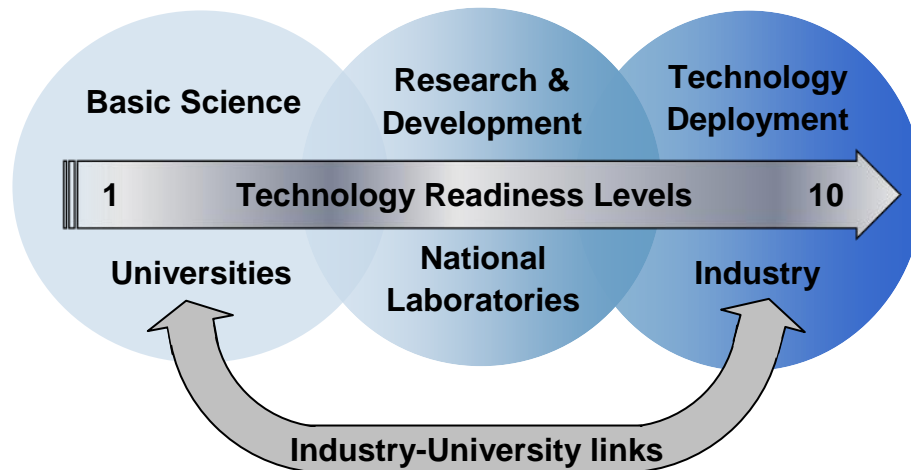 Basic Science
Research &
Development
Technology
Deployment
1 Technology Readiness Levels 10
Universities
National
Laboratories
Industry
Industry-University links